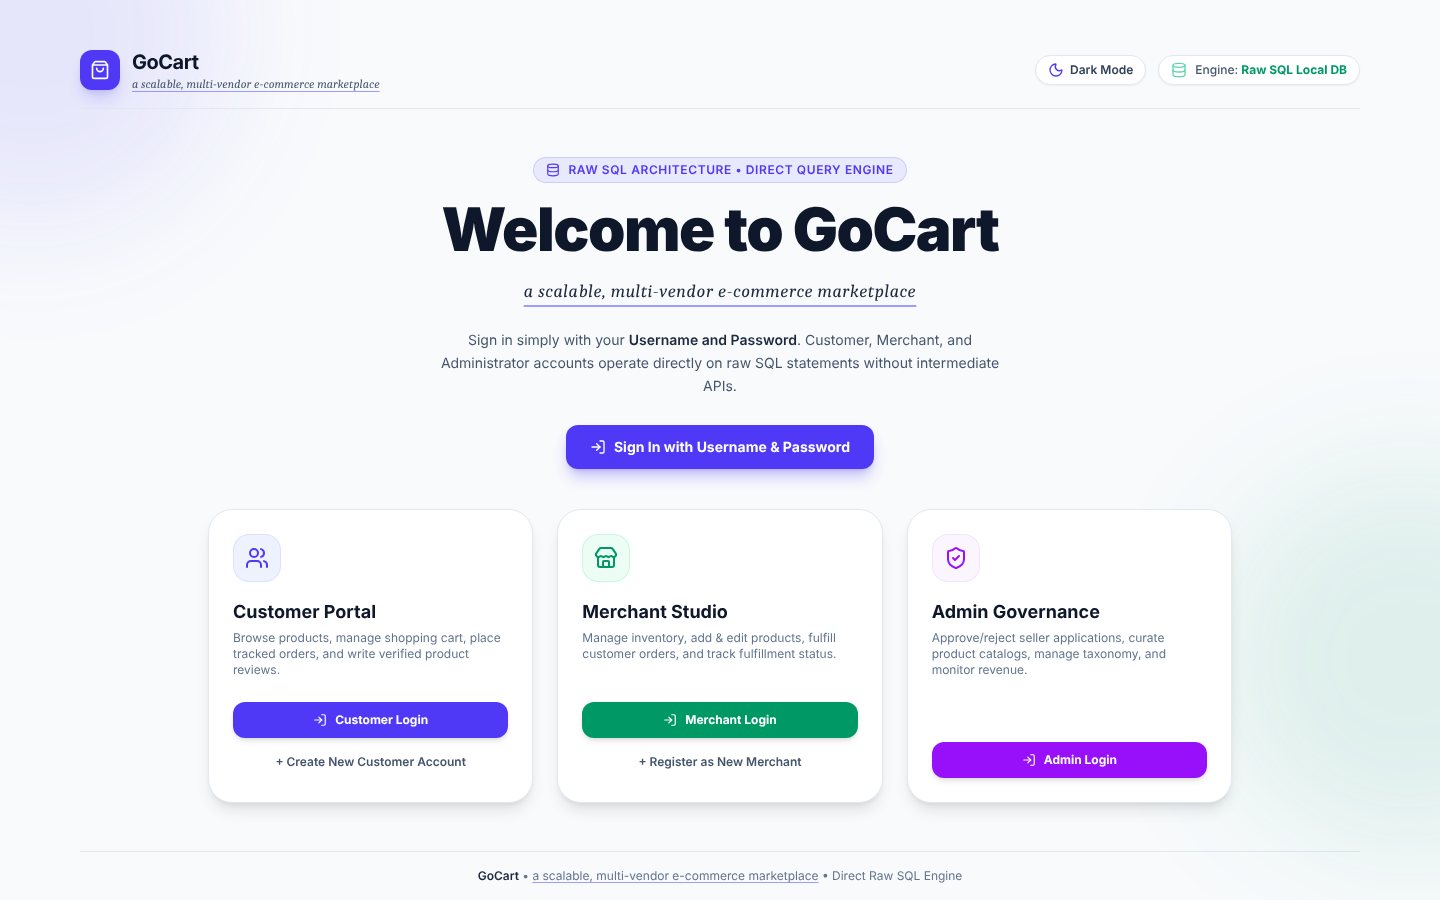 GoCart
a scalable, multi-vendor e-commerce marketplace
Dark Mode
Engine: Raw SQL Local DB
RAW SQL ARCHITECTURE • DIRECT QUERY ENGINE
Welcome to GoCart
a scalable, multi-vendor e-commerce marketplace
Sign in simply with your Username and Password. Customer, Merchant, and
Administrator accounts operate directly on raw SQL statements without intermediate
APIs.
Sign In with Username & Password
Customer Portal
Browse products, manage shopping cart, place
tracked orders, and write verified product
reviews.
Customer Login
+ Create New Customer Account
Merchant Studio
Manage inventory, add & edit products, fulfill
customer orders, and track fulfillment status.
Merchant Login
+ Register as New Merchant
Admin Governance
Approve/reject seller applications, curate
product catalogs, manage taxonomy, and
monitor revenue.
Admin Login
GoCart • a scalable, multi-vendor e-commerce marketplace • Direct Raw SQL Engine